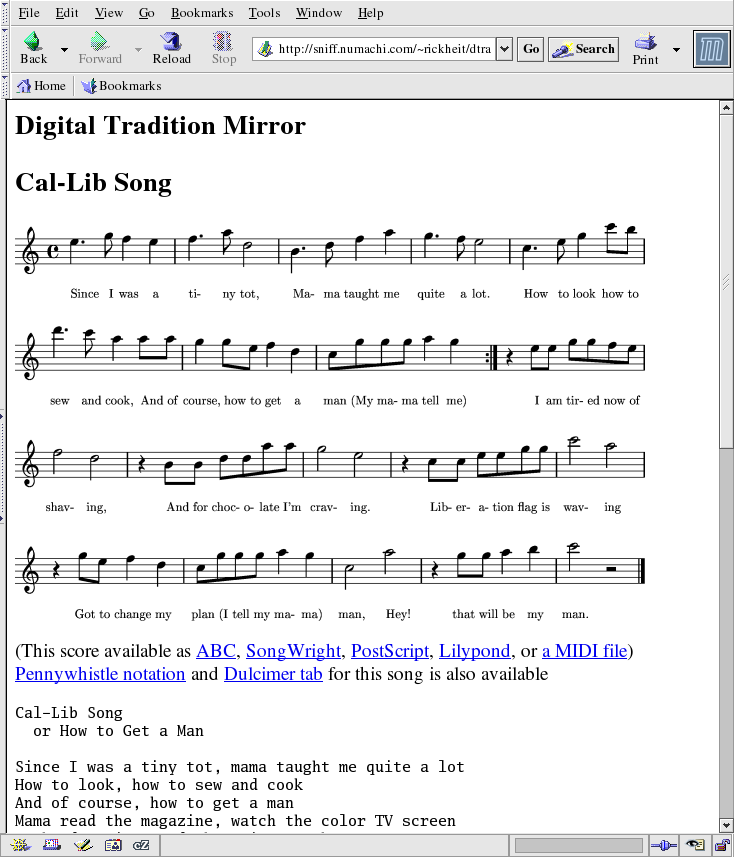 File Edit View Go Bookmarks Tools Window Help
Back Forward Reload Stop http://sniff.numachi.com/~rickheit/dtra Go Search Print
Home Bookmarks
Digital Tradition Mirror
Cal-Lib Song
Since I was a ti- ny tot, Ma- ma taught me quite a lot. How to look how to
sew and cook, And of course, how to get a man (My ma- ma tell me) I am tir- ed now of
shav- ing, And for choc- o- late I'm crav- ing. Lib- er- a- tion flag is wav- ing
Got to change my plan (I tell my ma- ma) man, Hey! that will be my man.
(This score available as ABC, SongWright, PostScript, Lilypond, or a MIDI file)
Pennywhistle notation and Dulcimer tab for this song is also available
Cal-Lib Song
or How to Get a Man
Since I was a tiny tot, mama taught me quite a lot
How to look, how to sew and cook
And of course, how to get a man
Mama read the magazine, watch the color TV screen